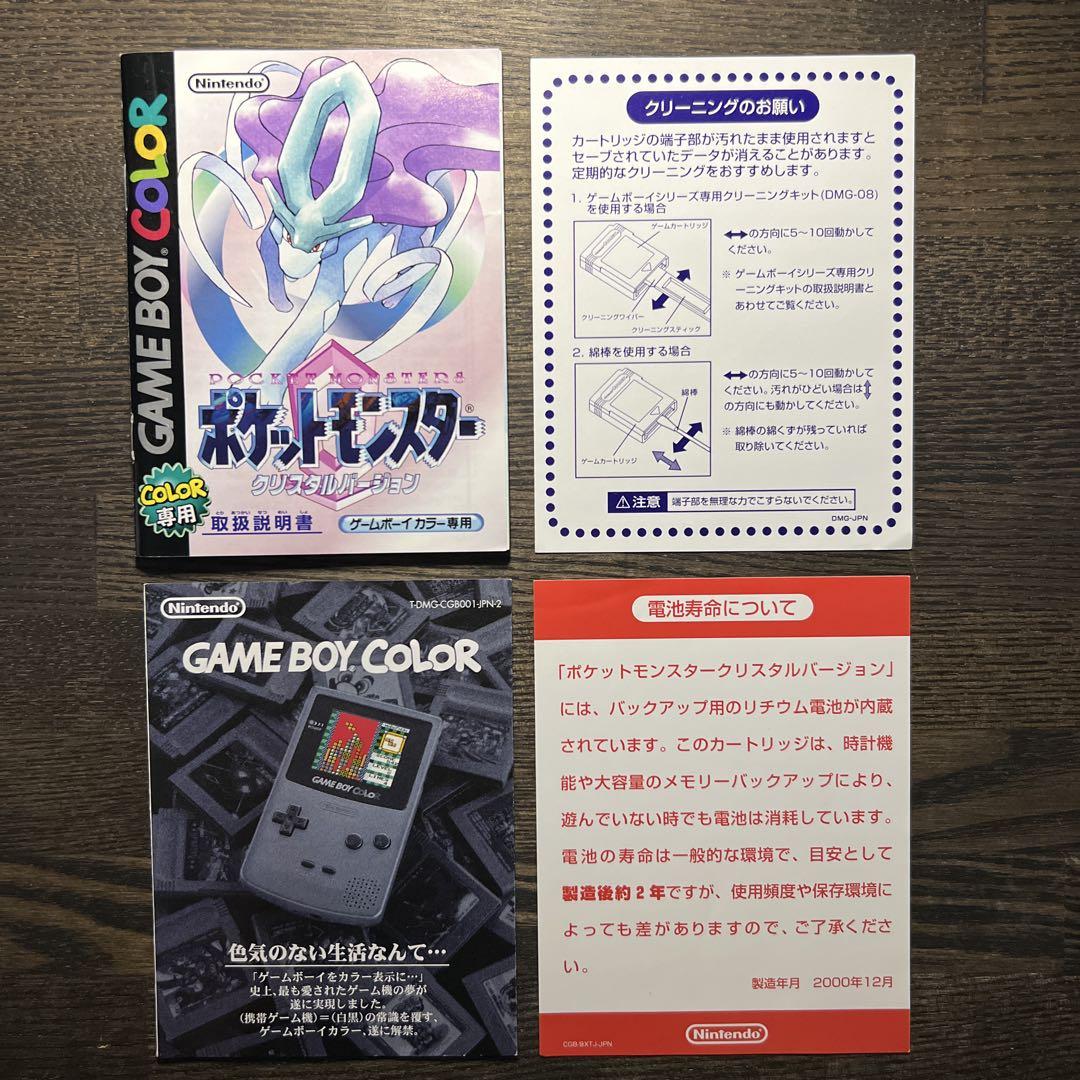 Nintendo®
GAME BOY® COLOR
POCKET MONSTERS
ポケットモンスター®
クリスタルバージョン
COLOR
専用
とり あつかい せつ めい しょ
取扱説明書
ゲームボーイカラー専用
クリーニングのお願い
カートリッジの端子部が汚れたまま使用されますと
セーブされていたデータが消えることがあります。
定期的なクリーニングをおすすめします。
1. ゲームボーイシリーズ専用クリーニングキット(DMG-08)
を使用する場合
ゲームカートリッジ
クリーニングワイパー
クリーニングスティック
↔の方向に5〜10回動かして
ください。
※ ゲームボーイシリーズ専用クリ
ーニングキットの取扱説明書と
あわせてご覧ください。
2. 綿棒を使用する場合
綿棒
ゲームカートリッジ
↔の方向に5〜10回動かして
ください。汚れがひどい場合は↕
の方向にも動かしてください。
※ 綿棒の綿くずが残っていれば
取り除いてください。
⚠注意 端子部を無理な力でこすらないでください。
DMG-JPN
Nintendo®
T-DMG-CGB001-JPN-2
GAME BOY® COLOR
GAME BOY COLOR
色気のない生活なんて…
「ゲームボーイをカラー表示に…」
史上、最も愛されたゲーム機の夢が
遂に実現しました。
(携帯ゲーム機)=(白黒)の常識を覆す、
ゲームボーイカラー、遂に解禁。
電池寿命について
「ポケットモンスタークリスタルバージョン」
には、バックアップ用のリチウム電池が内蔵
されています。このカートリッジは、時計機
能や大容量のメモリーバックアップにより、
遊んでいない時でも電池は消耗しています。
電池の寿命は一般的な環境で、目安として
製造後約2年ですが、使用頻度や保存環境に
よっても差がありますので、ご了承くださ
い。
製造年月 2000年12月
Nintendo®
CGB-BXTJ-JPN